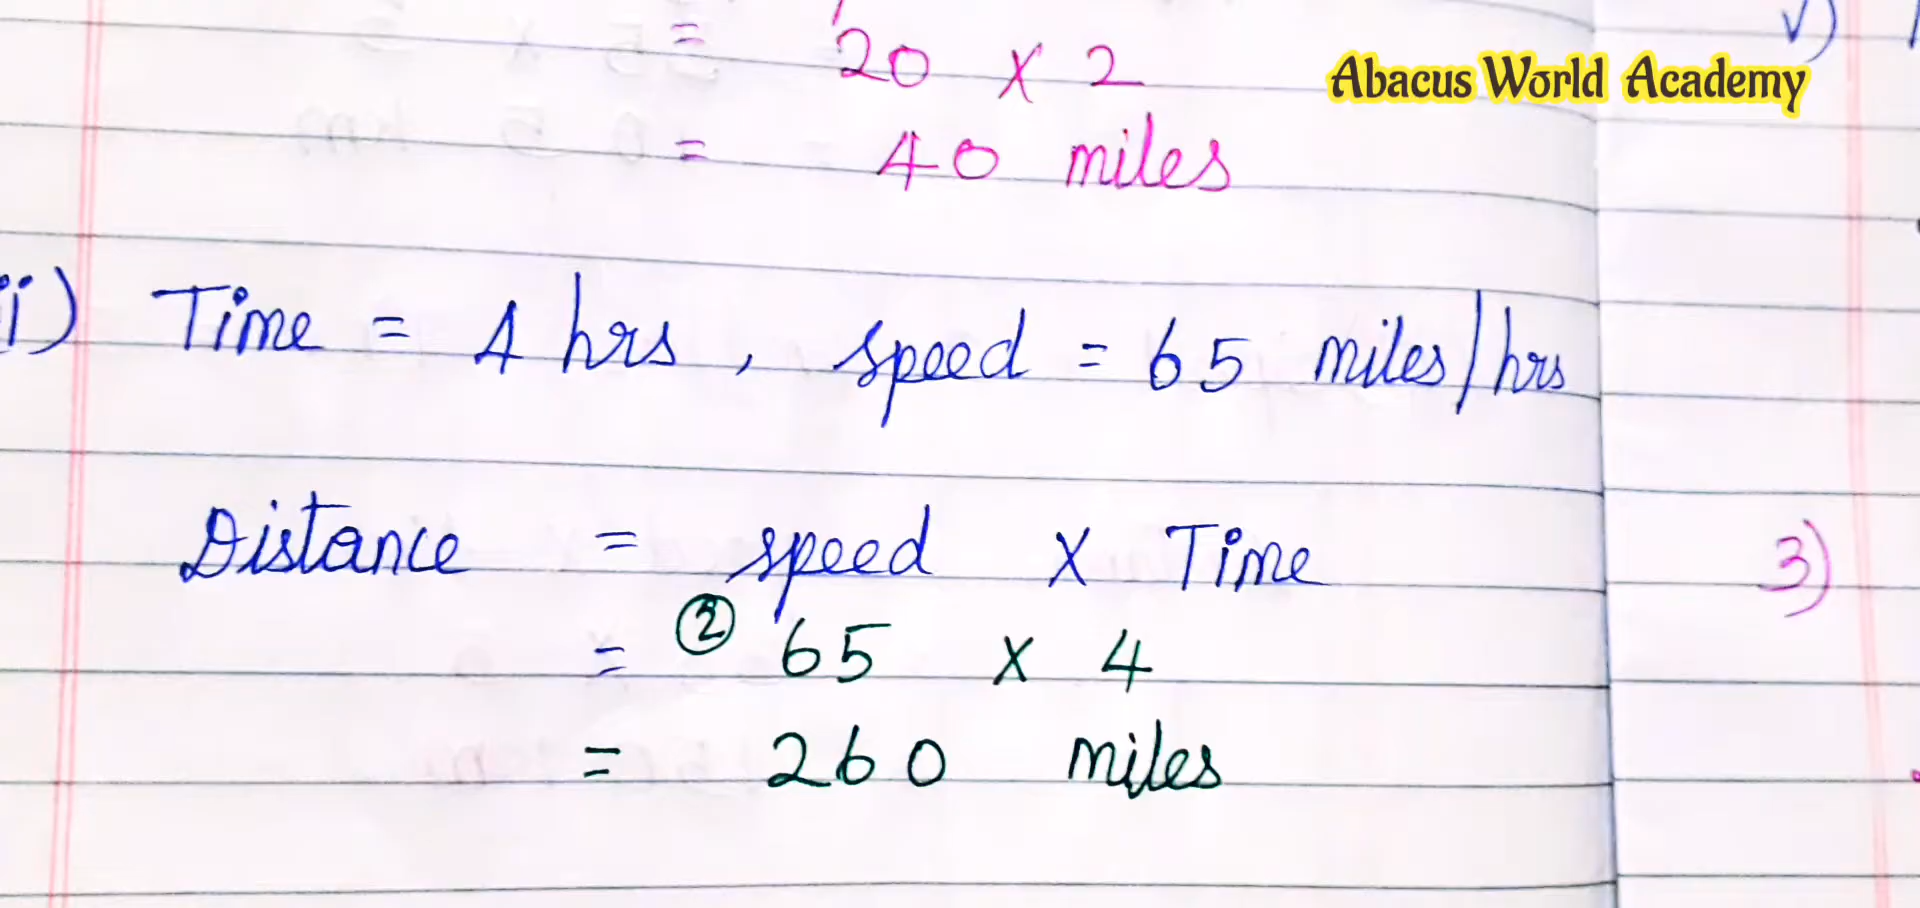 = 20 x 2
Abacus World Academy
v)
= 40 miles
ii) Time = 4 hrs, speed = 65 miles/hrs
Distance = speed x Time
3)
= ② 65 x 4
= 260 miles